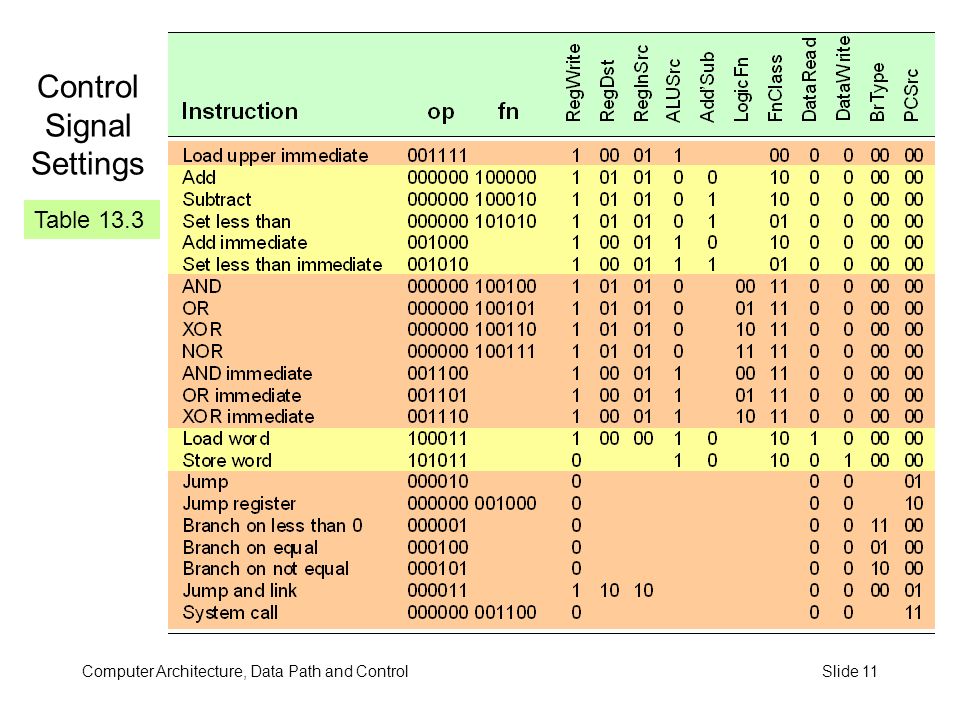 Control
Signal
Settings
Table 13.3
Instruction op fn RegWrite RegDst RegInSrc ALUSrc Add'Sub LogicFn FnClass DataRead DataWrite BrType PCSrc
Load upper immediate 001111 1 00 01 1 00 0 0 00 00
Add 000000 100000 1 01 01 0 0 10 0 0 00 00
Subtract 000000 100010 1 01 01 0 1 10 0 0 00 00
Set less than 000000 101010 1 01 01 0 1 01 0 0 00 00
Add immediate 001000 1 00 01 1 0 10 0 0 00 00
Set less than immediate 001010 1 00 01 1 1 01 0 0 00 00
AND 000000 100100 1 01 01 0 00 11 0 0 00 00
OR 000000 100101 1 01 01 0 01 11 0 0 00 00
XOR 000000 100110 1 01 01 0 10 11 0 0 00 00
NOR 000000 100111 1 01 01 0 11 11 0 0 00 00
AND immediate 001100 1 00 01 1 00 11 0 0 00 00
OR immediate 001101 1 00 01 1 01 11 0 0 00 00
XOR immediate 001110 1 00 01 1 10 11 0 0 00 00
Load word 100011 1 00 00 1 0 10 1 0 00 00
Store word 101011 0 1 0 10 0 1 00 00
Jump 000010 0 0 0 01
Jump register 000000 001000 0 0 0 10
Branch on less than 0 000001 0 0 0 11 00
Branch on equal 000100 0 0 0 01 00
Branch on not equal 000101 0 0 0 10 00
Jump and link 000011 1 10 10 0 0 00 01
System call 000000 001100 0 0 0 11
Computer Architecture, Data Path and Control Slide 11